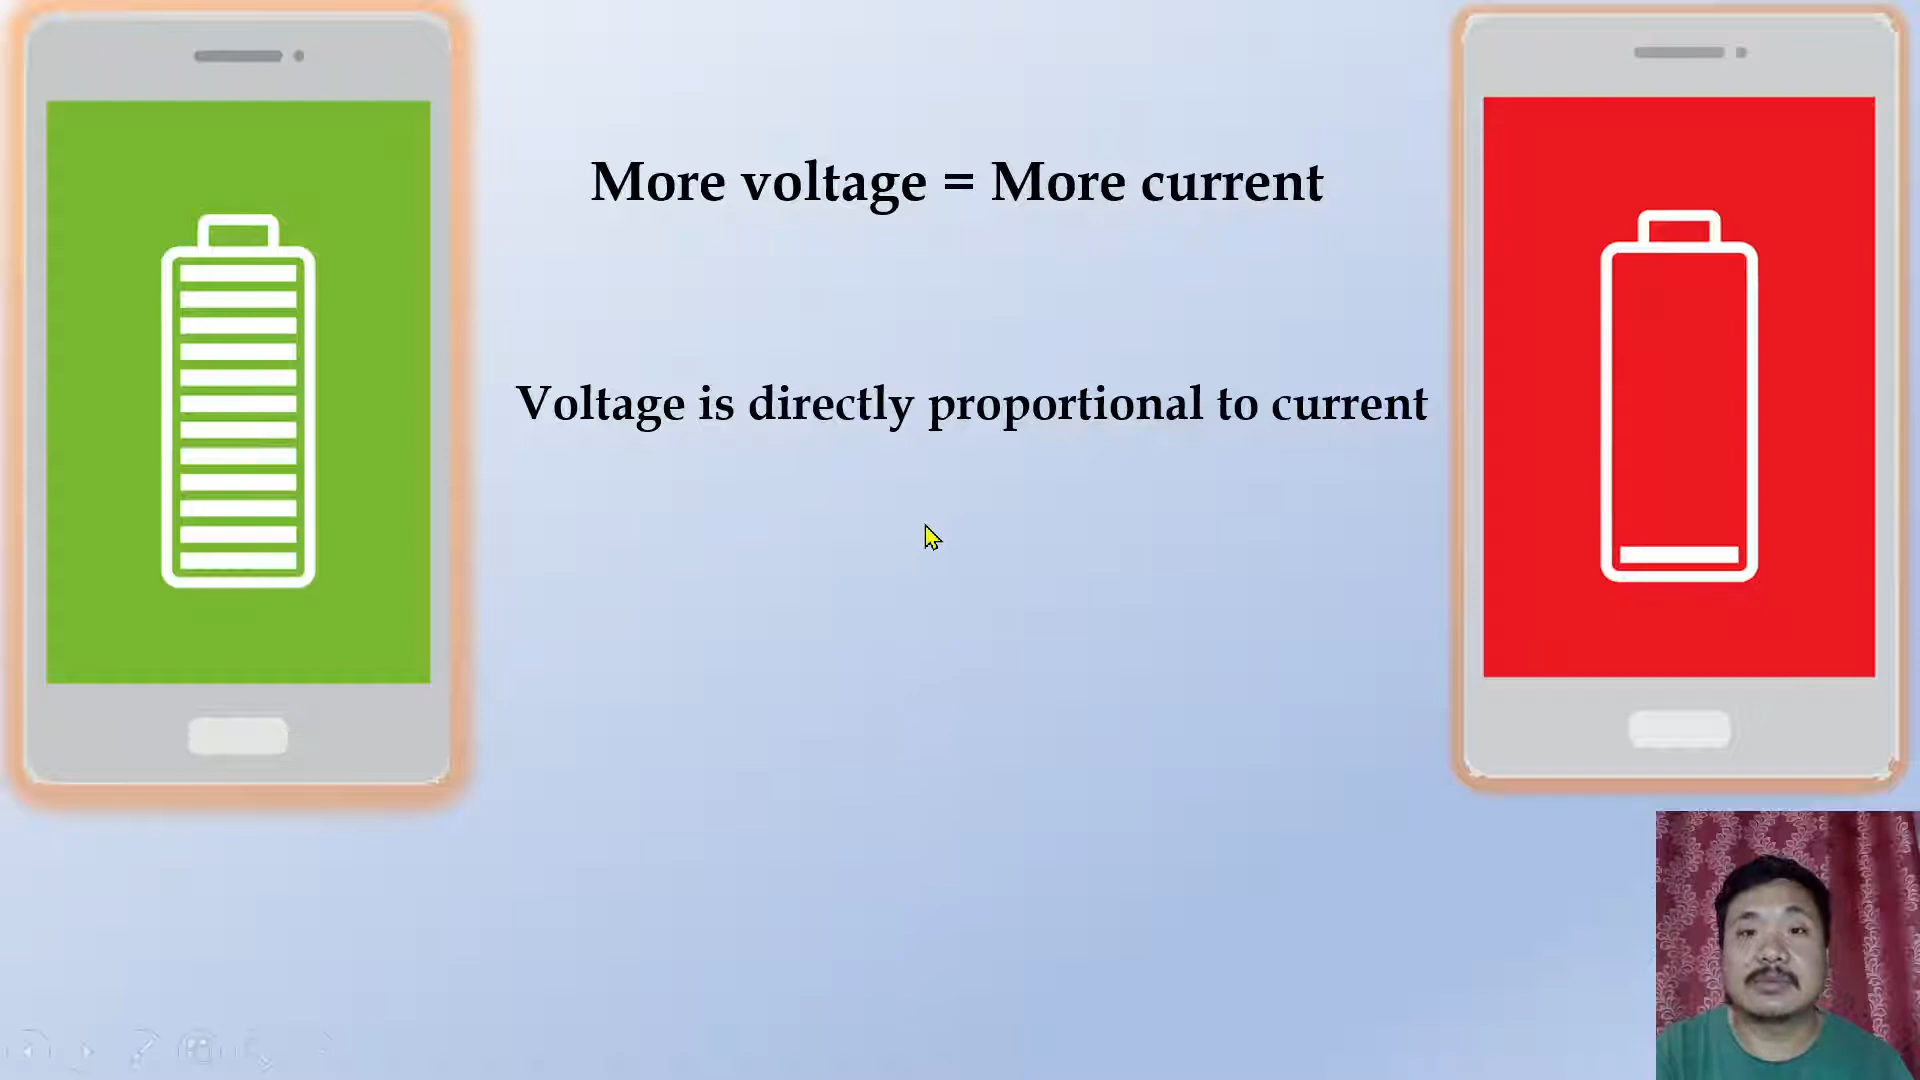 More voltage = More current
Voltage is directly proportional to current